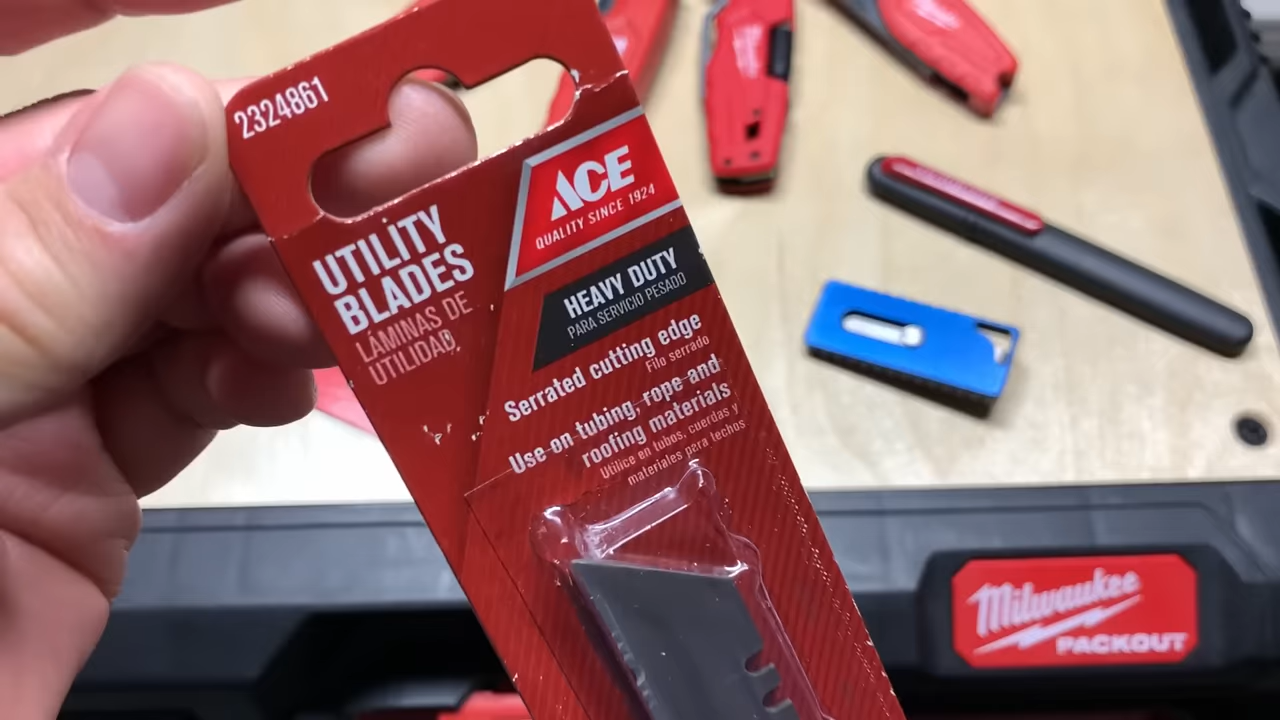 2324861
ACE
QUALITY SINCE 1924
UTILITY
BLADES
LÁMINAS DE
UTILIDAD
HEAVY DUTY
PARA SERVICIO PESADO
Serrated cutting edge
Filo serrado
Use on tubing, rope and
roofing materials
Utilice en tubos, cuerdas y
materiales para techos
Milwaukee
PACKOUT